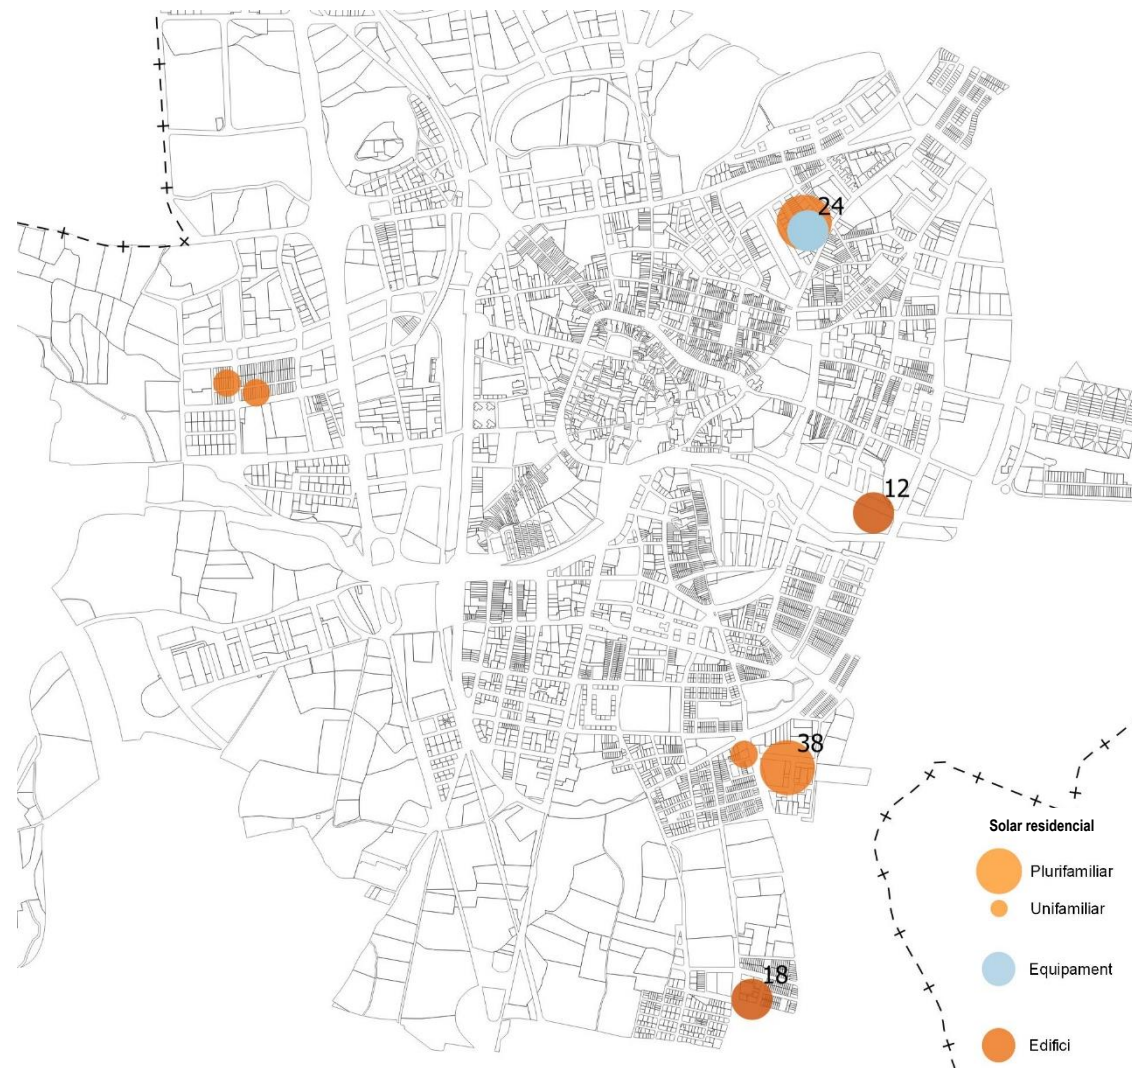 24
12
38
18
Solar residencial
Plurifamiliar
Unifamiliar
Equipament
Edifici